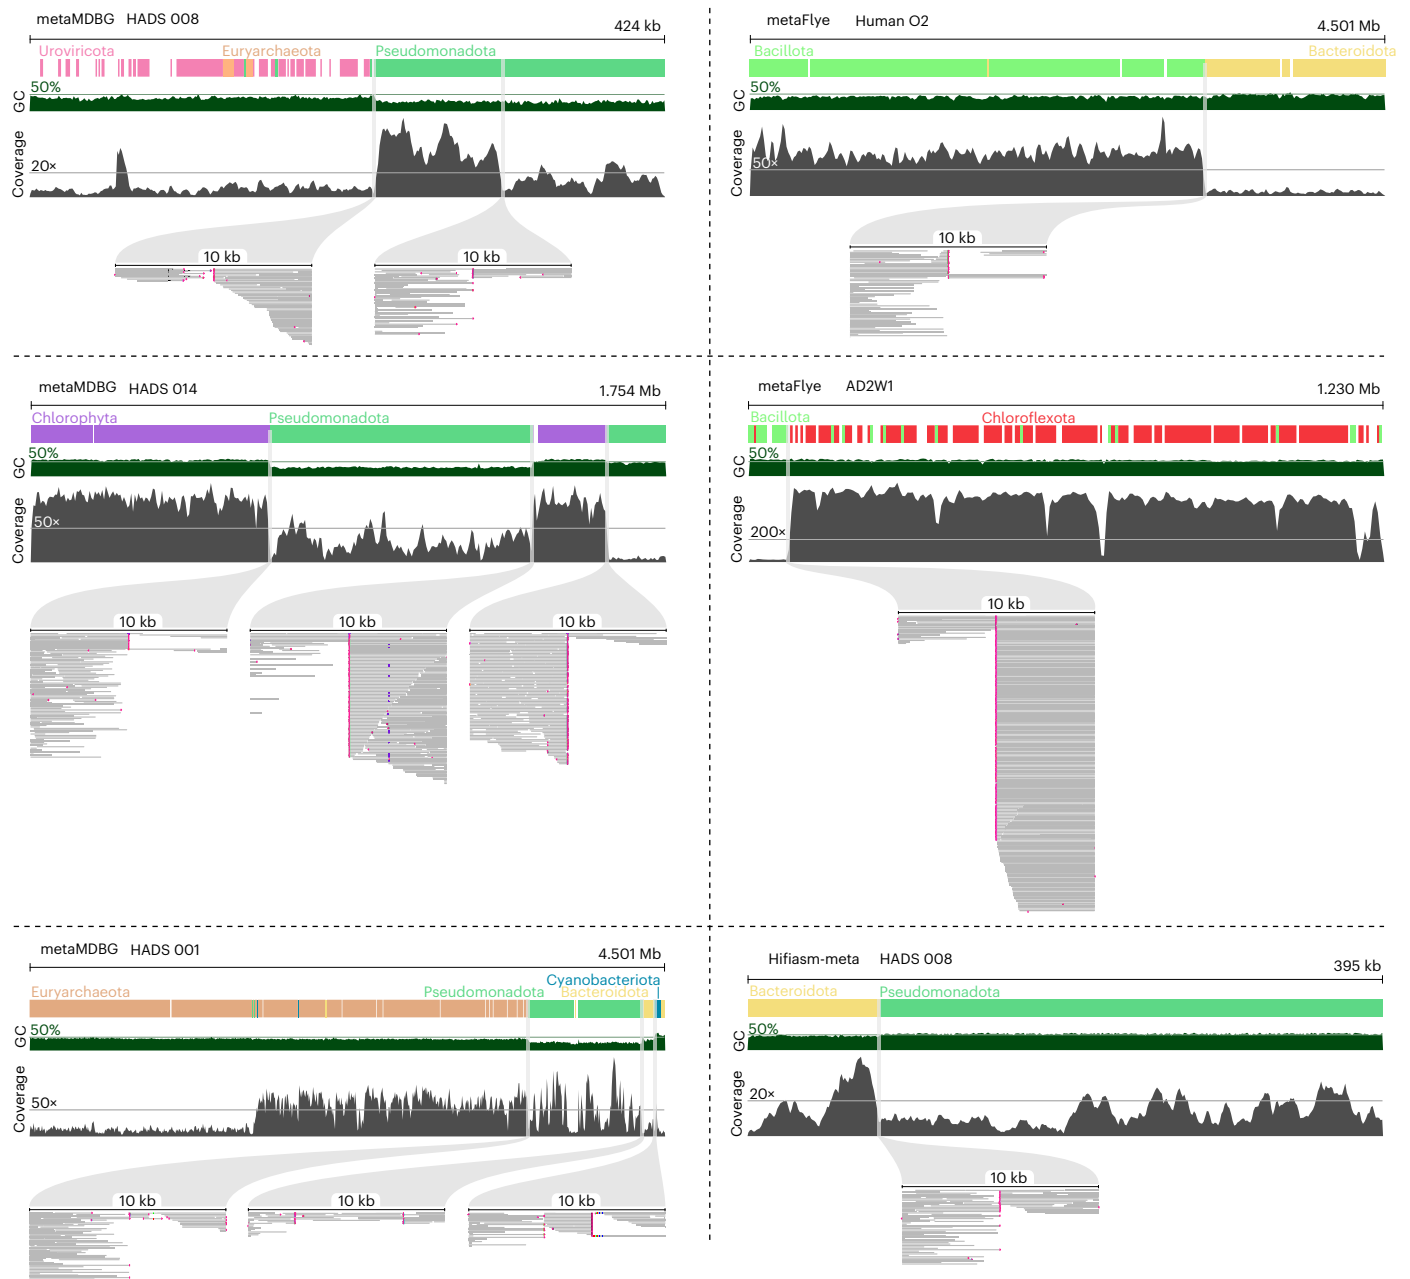 metaMDBG HADS 008
424 kb
Uroviricota Euryarchaeota Pseudomonadota
50%
GC
Coverage
20×
10 kb 10 kb
metaFlye Human O2
4.501 Mb
Bacillota Bacteroidota
50%
GC
Coverage
50×
10 kb
metaMDBG HADS 014
1.754 Mb
Chlorophyta Pseudomonadota
50%
GC
Coverage
50×
10 kb 10 kb 10 kb
metaFlye AD2W1
1.230 Mb
Bacillota Chloroflexota
50%
GC
Coverage
200×
10 kb
metaMDBG HADS 001
4.501 Mb
Cyanobacteriota
Euryarchaeota Pseudomonadota Bacteroidota
50%
GC
Coverage
50×
10 kb 10 kb 10 kb
Hifiasm-meta HADS 008
395 kb
Bacteroidota Pseudomonadota
50%
GC
Coverage
20×
10 kb